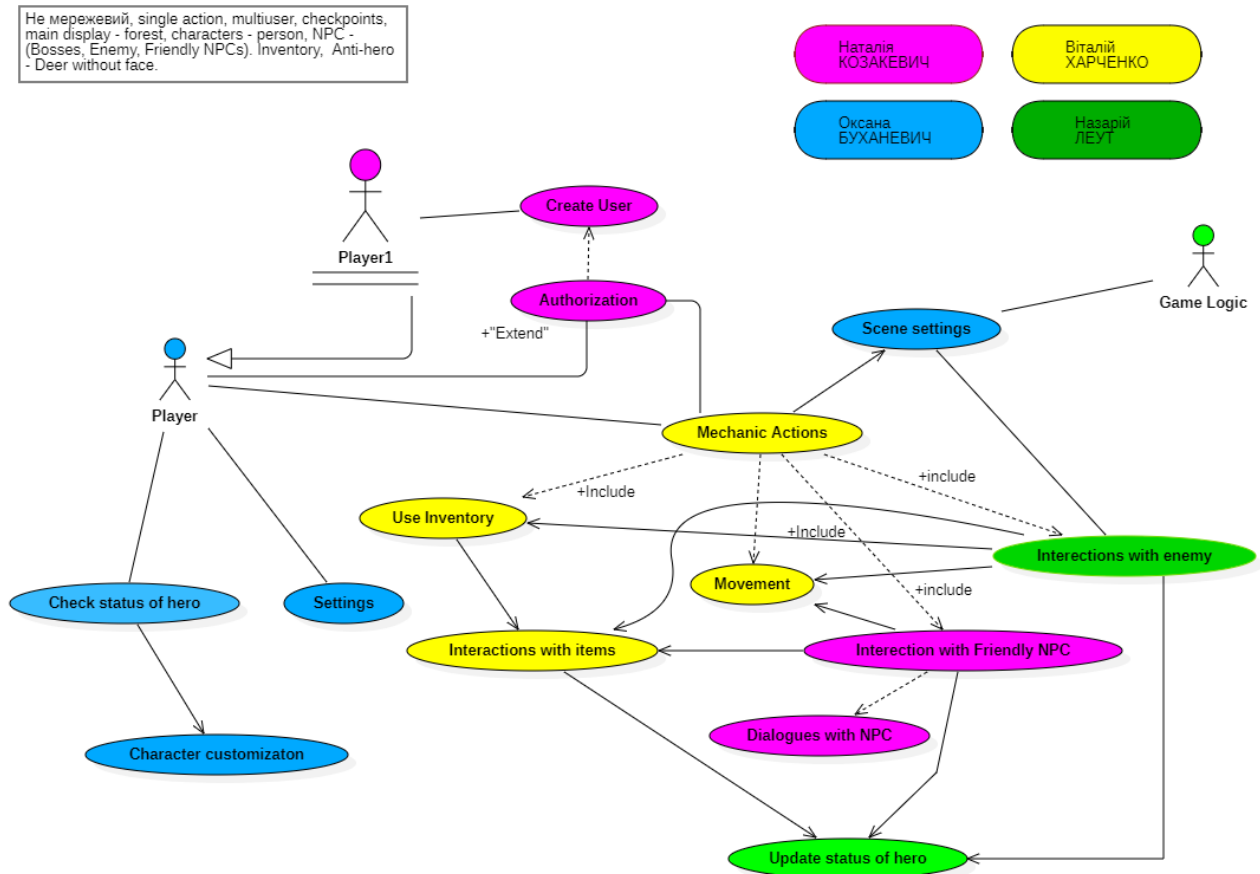 Не мережевий, single action, multiuser, checkpoints,
main display - forest, characters - person, NPC -
(Bosses, Enemy, Friendly NPCs). Inventory, Anti-hero
- Deer without face.
Наталія
КОЗАКЕВИЧ
Віталій
ХАРЧЕНКО
Оксана
БУХАНЕВИЧ
Назарій
ЛЕУТ
Create User
Player1
Authorization
Game Logic
+"Extend"
Scene settings
Player
Mechanic Actions
+include
+Include
Use Inventory
+Include
Interections with enemy
Movement
+include
Check status of hero
Settings
Interactions with items
Interection with Friendly NPC
Dialogues with NPC
Character customizaton
Update status of hero